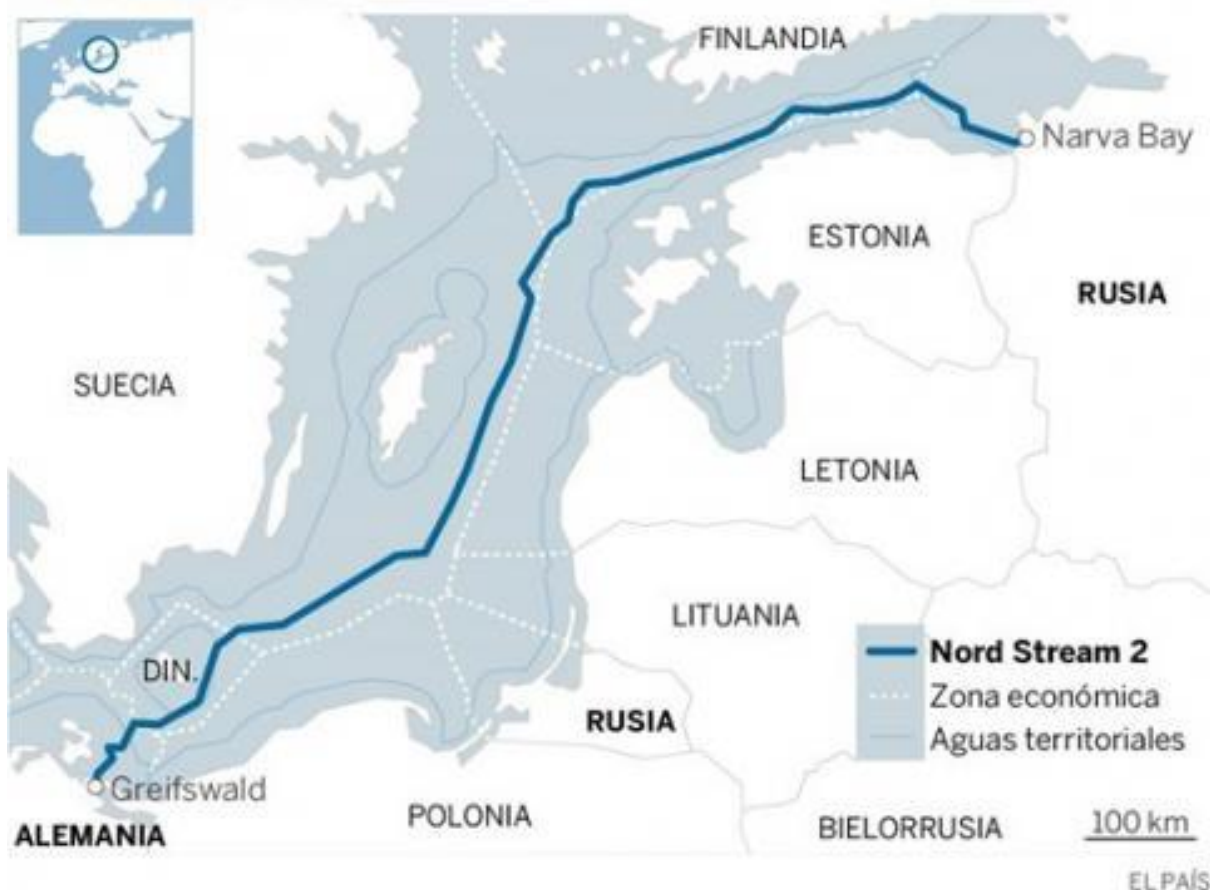 FINLANDIA
Narva Bay
ESTONIA
RUSIA
SUECIA
LETONIA
LITUANIA
DIN.
RUSIA
Nord Stream 2
Zona económica
Aguas territoriales
Greifswald
ALEMANIA
POLONIA
BIELORRUSIA
100 km
EL PAÍS